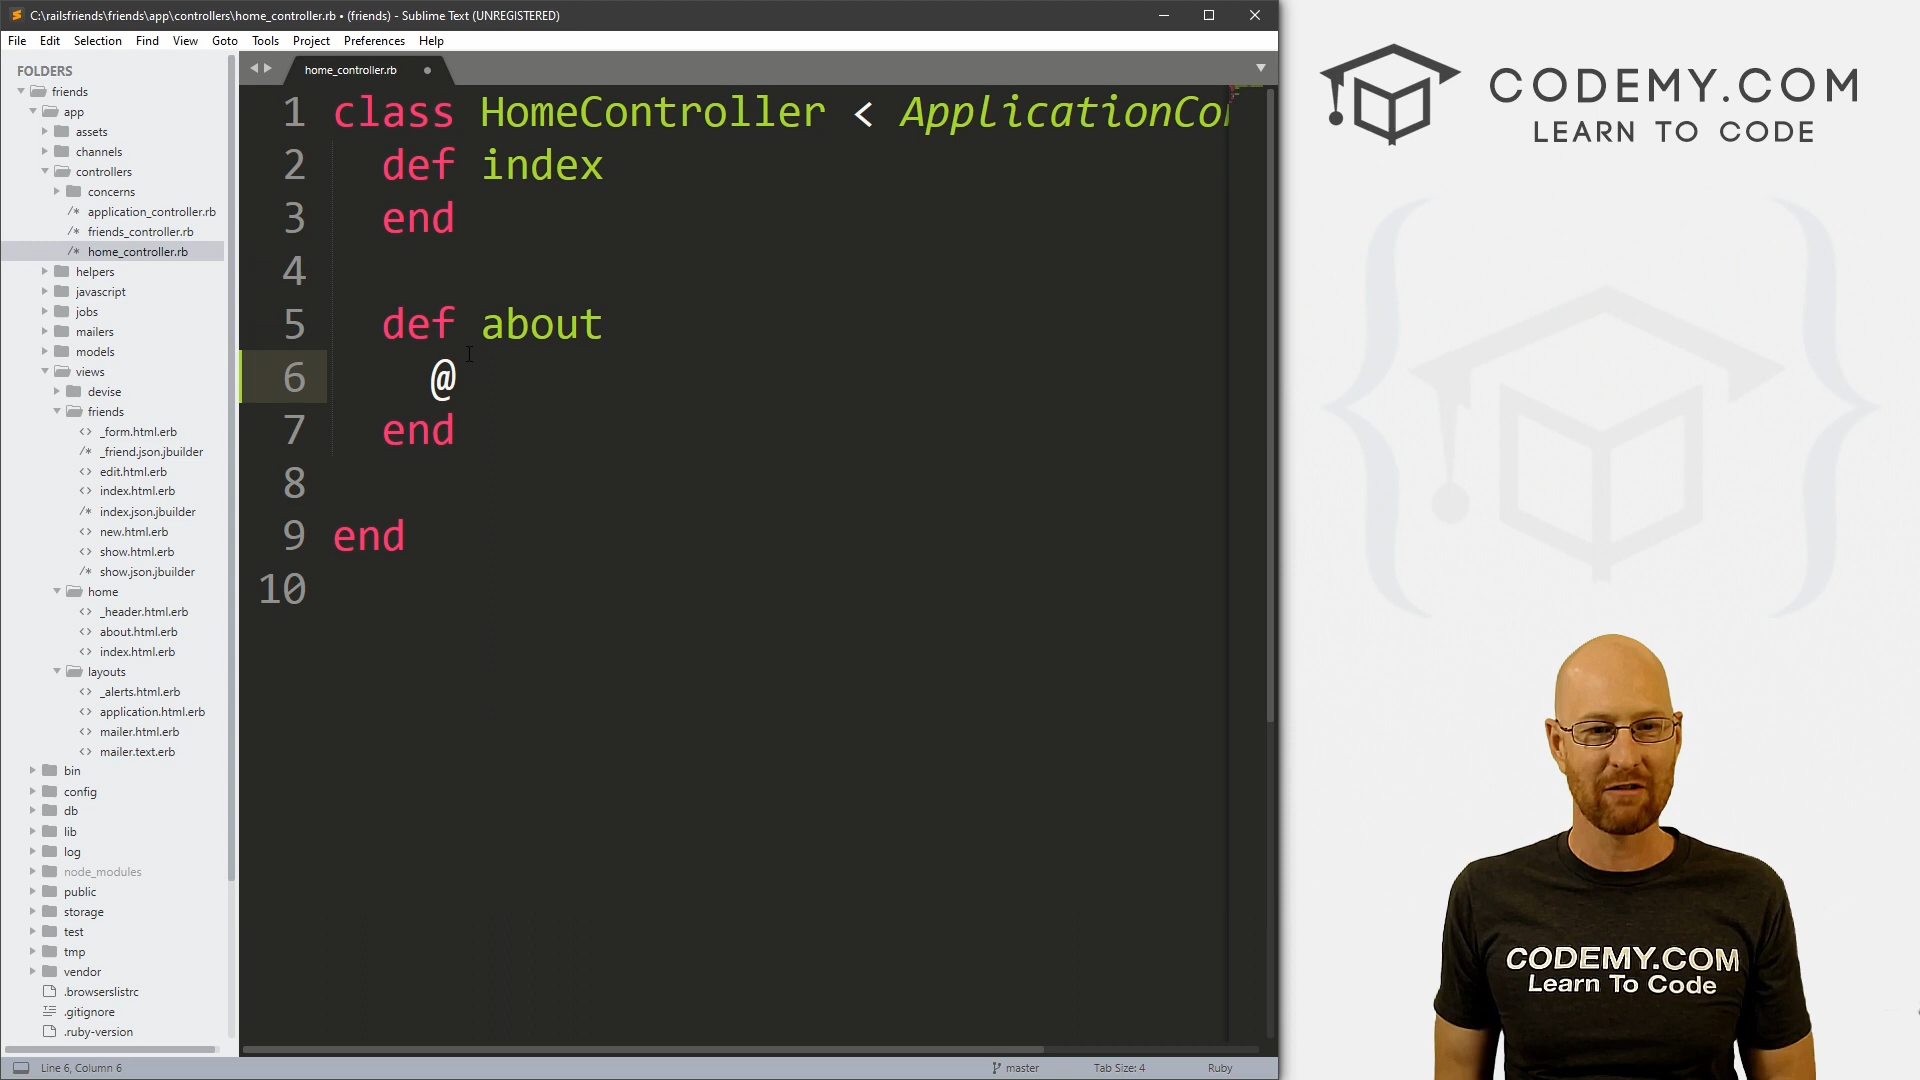 C:\railsfriends\friends\app\controllers\home_controller.rb • (friends) - Sublime Text (UNREGISTERED)
File Edit Selection Find View Goto Tools Project Preferences Help
FOLDERS
friends
app
assets
channels
controllers
concerns
application_controller.rb
friends_controller.rb
home_controller.rb
helpers
javascript
jobs
mailers
models
views
devise
friends
_form.html.erb
_friend.json.jbuilder
edit.html.erb
index.html.erb
index.json.jbuilder
new.html.erb
show.html.erb
show.json.jbuilder
home
_header.html.erb
about.html.erb
index.html.erb
layouts
_alerts.html.erb
application.html.erb
mailer.html.erb
mailer.text.erb
bin
config
db
lib
log
node_modules
public
storage
test
tmp
vendor
.browserslistrc
.gitignore
.ruby-version
home_controller.rb
1 class HomeController < ApplicationCon
2 def index
3 end
4
5 def about
6 @
7 end
8
9 end
10
Line 6, Column 6
master
Tab Size: 4
Ruby
CODEMY.COM
LEARN TO CODE
CODEMY.COM
Learn To Code